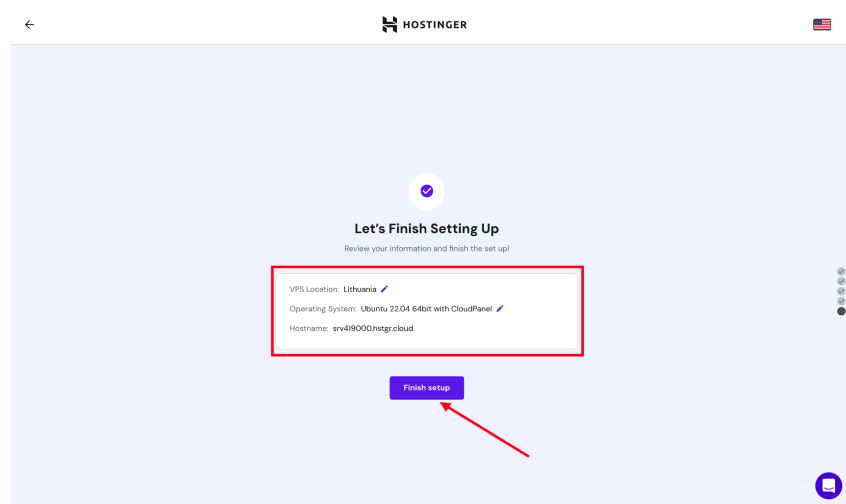 HOSTINGER
Let's Finish Setting Up
Review your information and finish the set up!
VPS Location: Lithuania
Operating System: Ubuntu 22.04 64bit with CloudPanel
Hostname: srv419000.hstgr.cloud
Finish setup